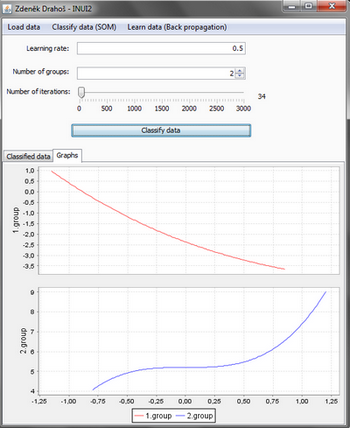 Zdeněk Drahoš - INUI2
Load data Classify data (SOM) Learn data (Back propagation)
Learning rate: 0.5
Number of groups: 2
Number of iterations: 34
0 500 1000 1500 2000 2500 3000
Classify data
Classified data Graphs
1,0
0,5
0,0
-0,5
-1,0
-1,5
-2,0
-2,5
-3,0
-3,5
1.group
9
8
7
6
5
4
2.group
-1,25 -1,00 -0,75 -0,50 -0,25 0,00 0,25 0,50 0,75 1,00 1,25
1.group 2.group